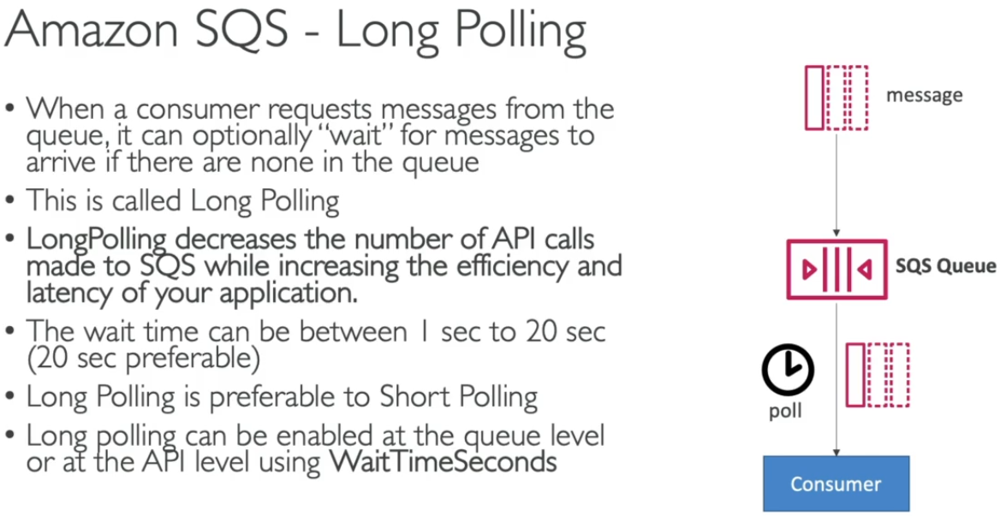 Amazon SQS - Long Polling
• When a consumer requests messages from the
queue, it can optionally “wait” for messages to
arrive if there are none in the queue
• This is called Long Polling
• LongPolling decreases the number of API calls
made to SQS while increasing the efficiency and
latency of your application.
• The wait time can be between 1 sec to 20 sec
(20 sec preferable)
• Long Polling is preferable to Short Polling
• Long polling can be enabled at the queue level
or at the API level using WaitTimeSeconds
message
SQS Queue
poll
Consumer